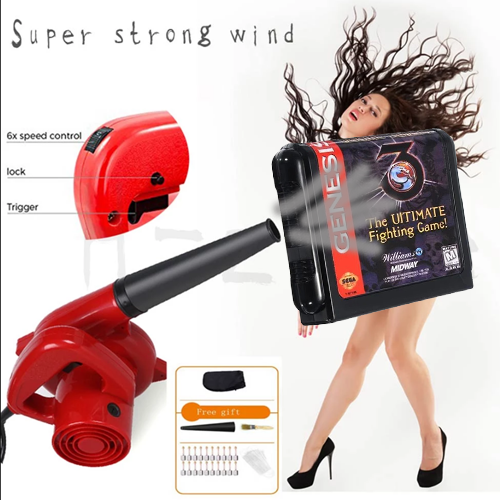 Super strong wind
6x speed control
lock
Trigger
GENESIS
3
The ULTIMATE
Fighting Game!
Williams
MIDWAY
SEGA
Free gift